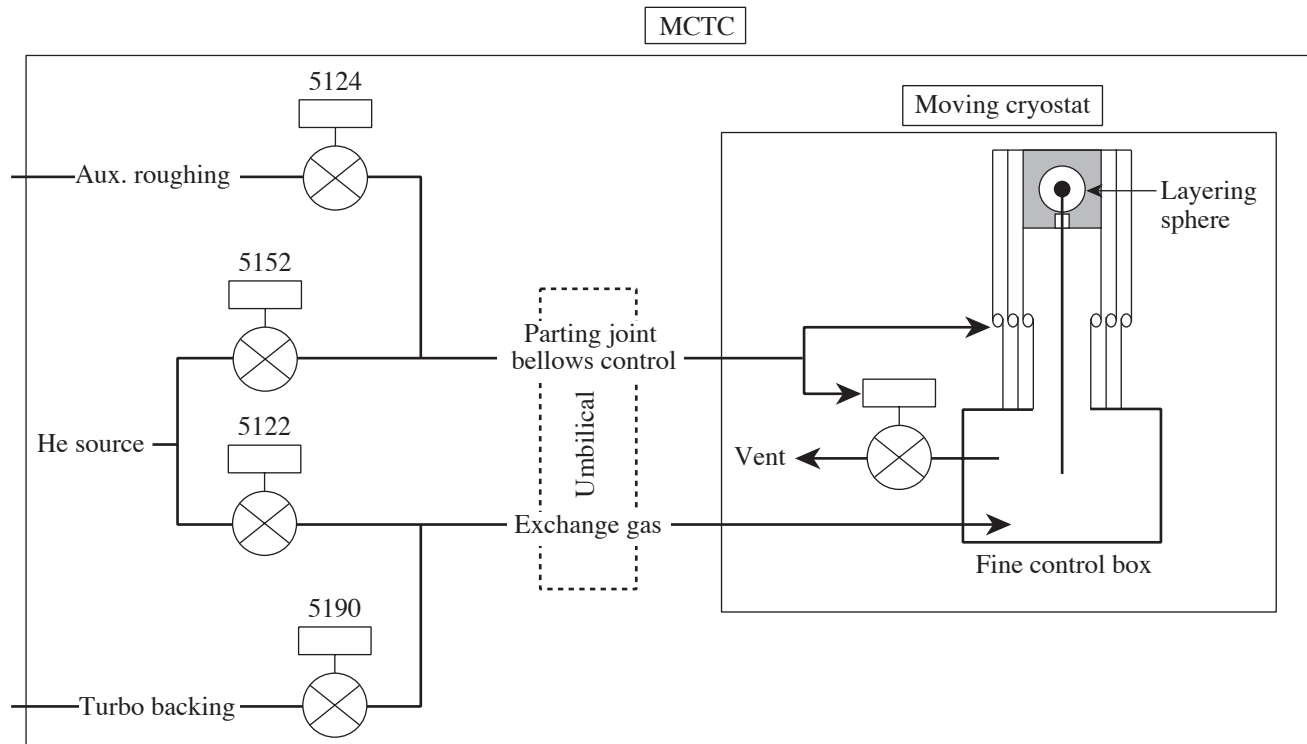 MCTC
5124
Moving cryostat
Aux. roughing
Layering
sphere
5152
Parting joint
bellows control
He source
5122
Umbilical
Vent
Exchange gas
Fine control box
5190
Turbo backing